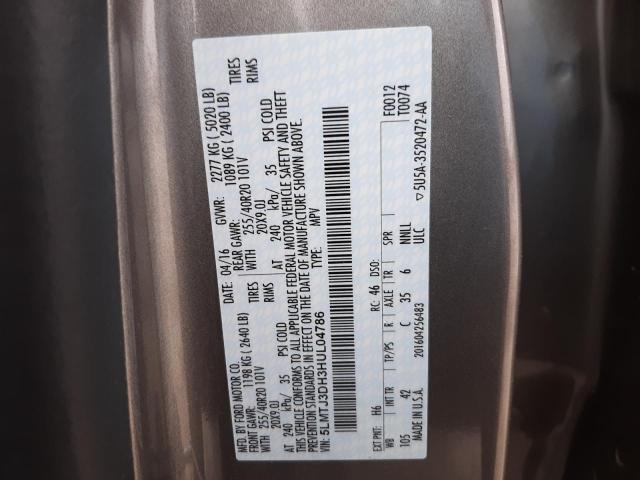 MFD. BY FORD MOTOR CO. DATE: 04/16 GVWR: 2277 KG ( 5020 LB)
FRONT GAWR: 1198 KG ( 2640 LB) REAR GAWR: 1089 KG ( 2400 LB)
WITH 255/40R20 101V TIRES WITH 255/40R20 101V TIRES
20X9.0J RIMS 20X9.0J RIMS
AT 240 kPa/ 35 PSI COLD AT 240 kPa/ 35 PSI COLD
THIS VEHICLE CONFORMS TO ALL APPLICABLE FEDERAL MOTOR VEHICLE SAFETY AND THEFT
PREVENTION STANDARDS IN EFFECT ON THE DATE OF MANUFACTURE SHOWN ABOVE.
VIN: 5LMTJ3DH3HUL04786 TYPE: MPV
EXT PNT: H6 RC: 46 DSO: F0012
WB INT TR TP/PS R AXLE TR SPR T0074
105 42 C 35 6 NNLL
ULC
MADE IN U.S.A. 201604256483 ▽5U5A-3520472-AA